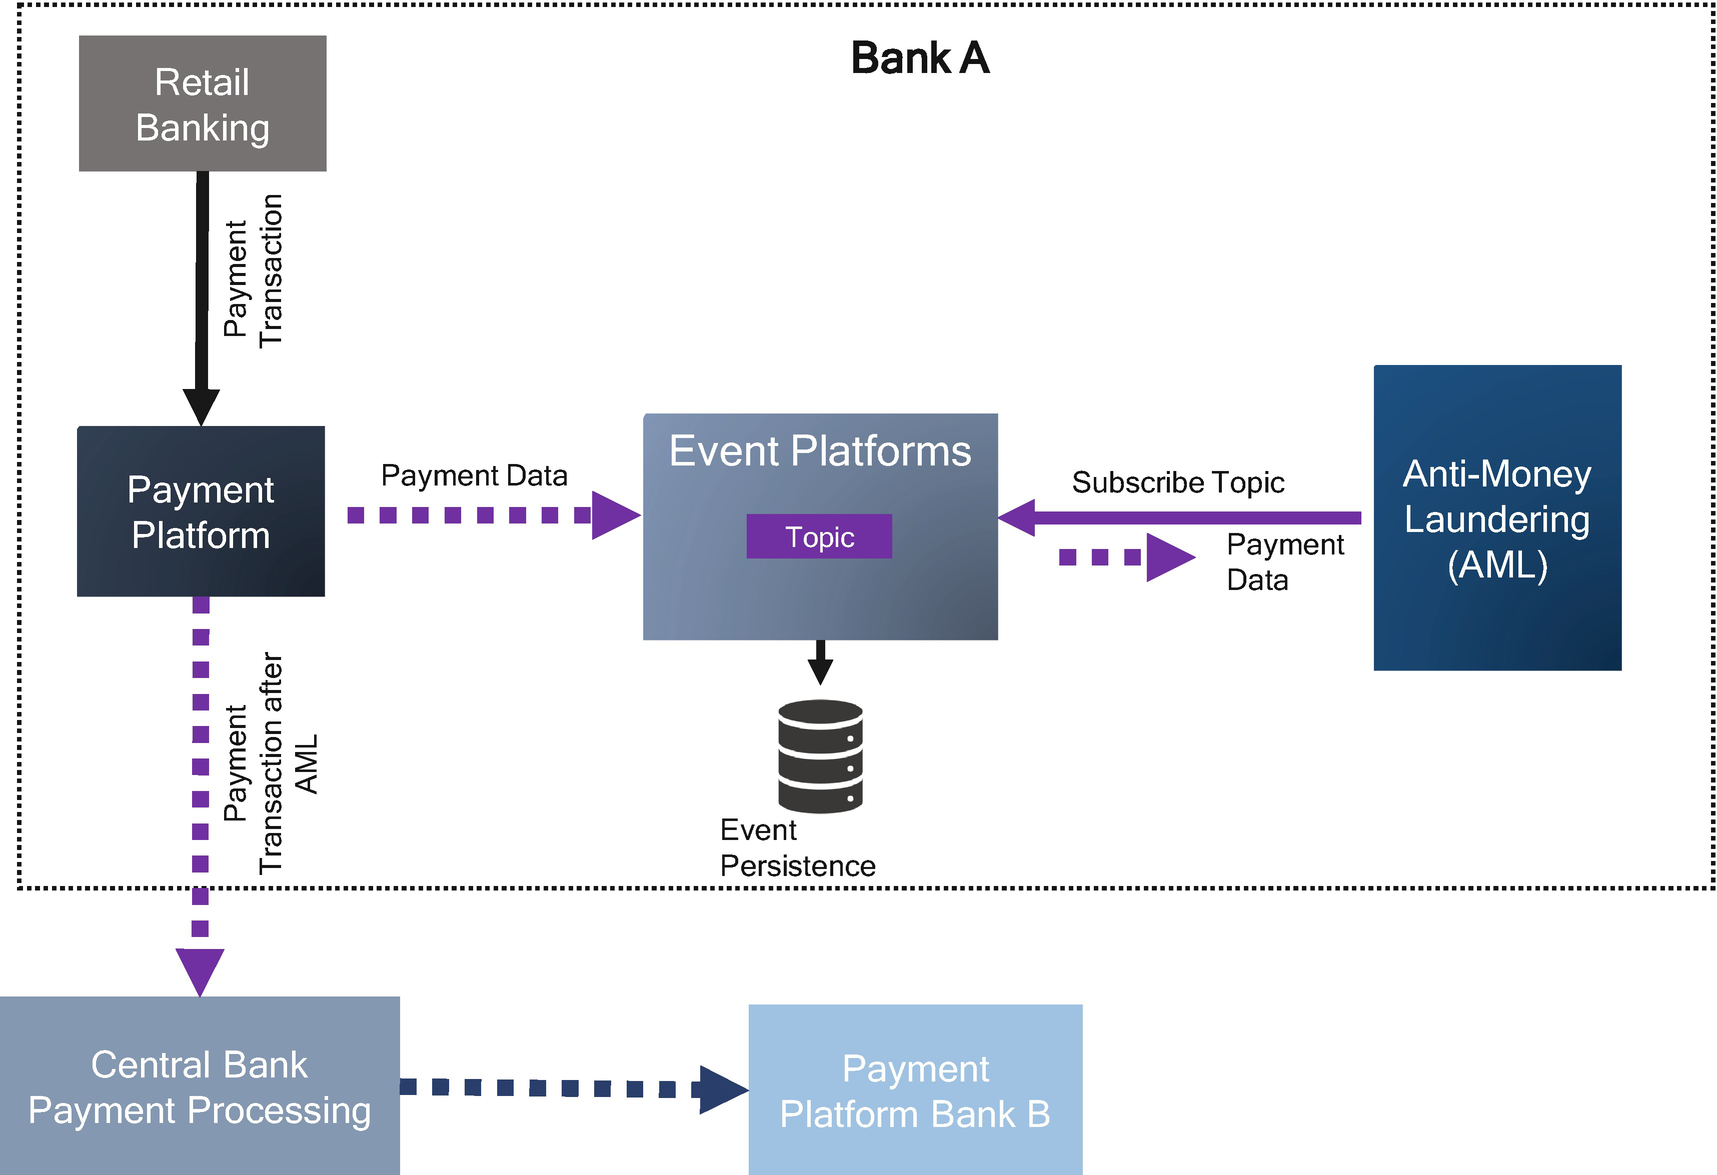 Bank A
Retail
Banking
Payment
Transaction
Payment
Platform
Payment Data
Event Platforms
Topic
Subscribe Topic
Payment
Data
Anti-Money
Laundering
(AML)
Payment
Transaction after
AML
Event
Persistence
Central Bank
Payment Processing
Payment
Platform Bank B